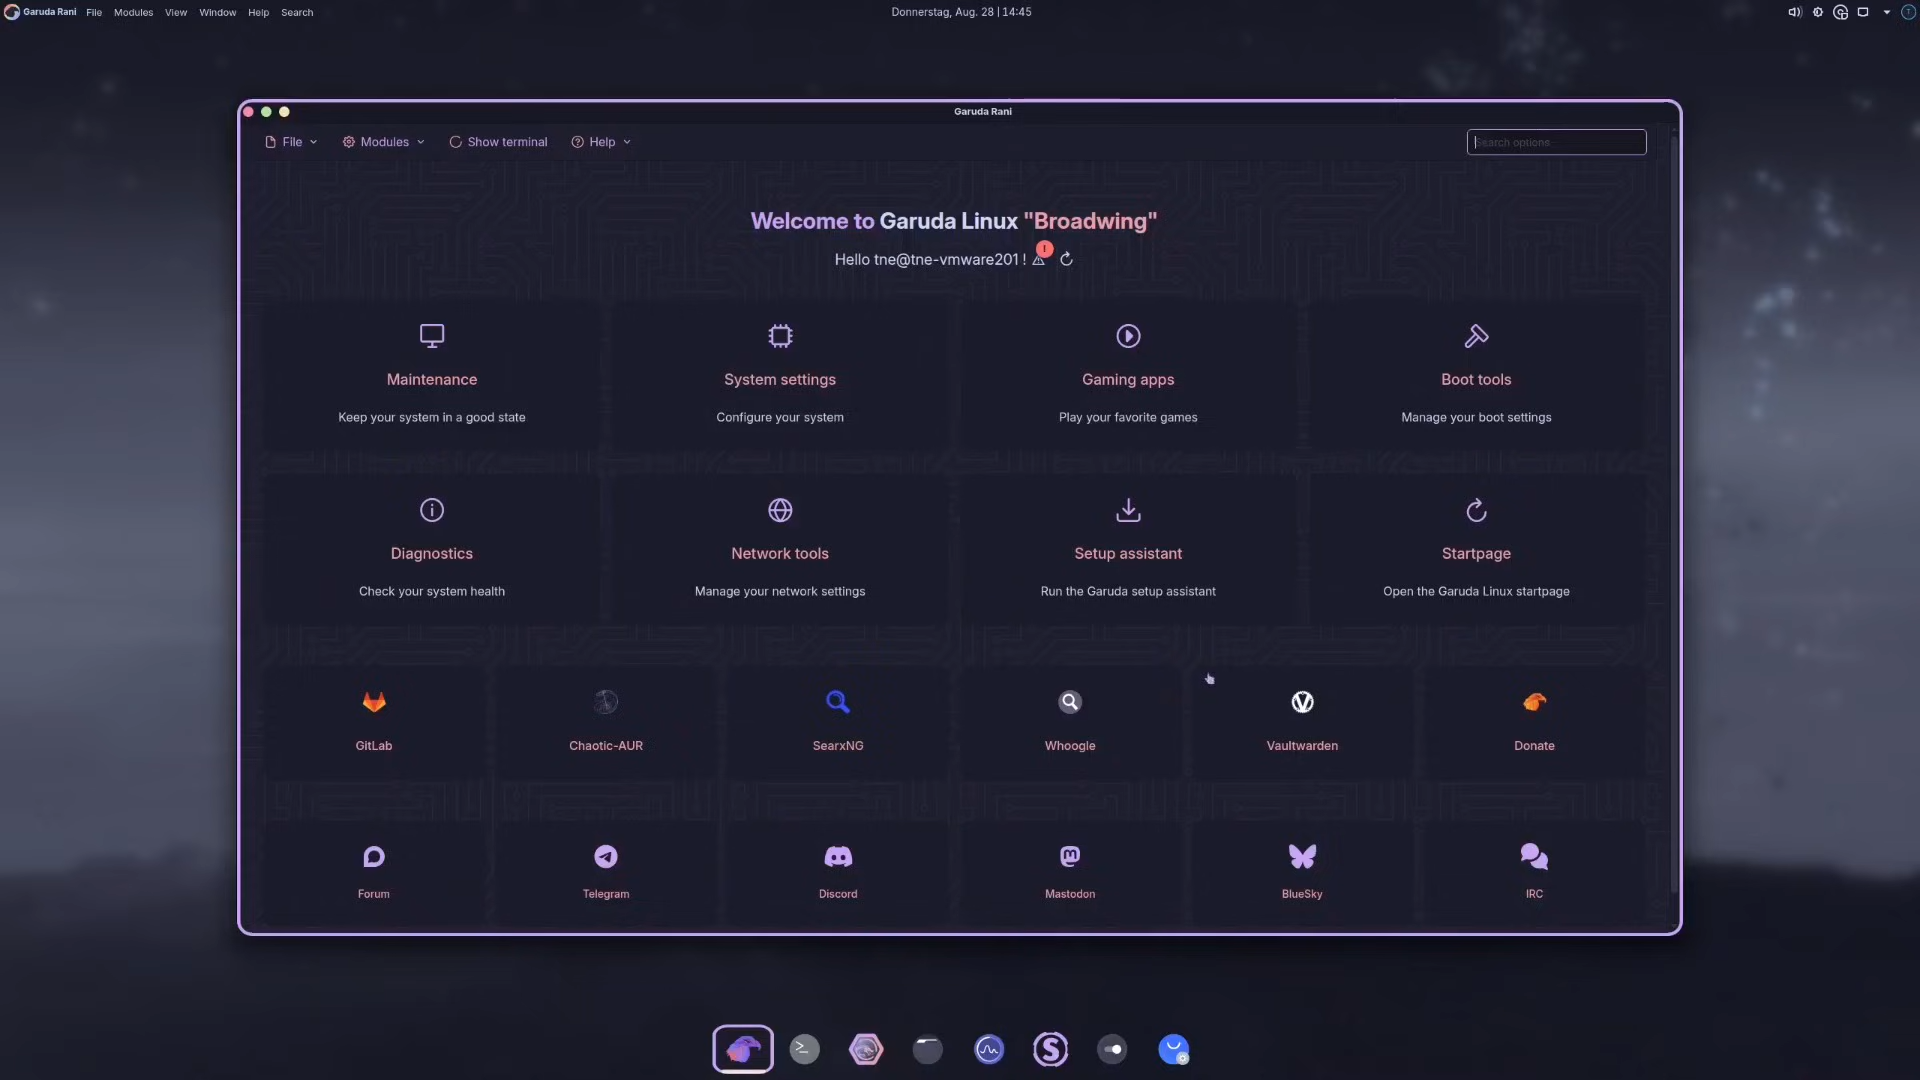 Garuda Rani File Modules View Window Help Search
Donnerstag, Aug. 28 | 14:45
Garuda Rani
File Modules Show terminal Help
Search options
Welcome to Garuda Linux "Broadwing"
Hello tne@tne-vmware201 !
Maintenance System settings Gaming apps Boot tools
Keep your system in a good state Configure your system Play your favorite games Manage your boot settings
Diagnostics Network tools Setup assistant Startpage
Check your system health Manage your network settings Run the Garuda setup assistant Open the Garuda Linux startpage
GitLab Chaotic-AUR SearxNG Whoogle Vaultwarden Donate
Forum Telegram Discord Mastodon BlueSky IRC